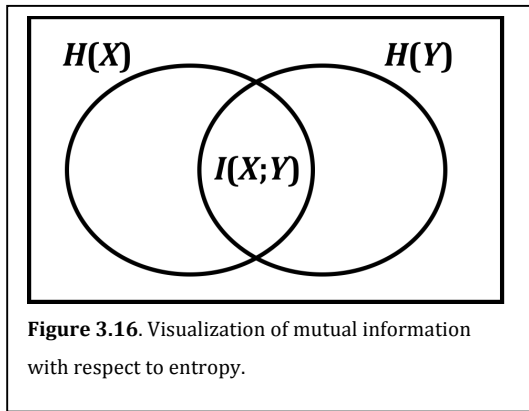 H(X) H(Y)
I(X;Y)
Figure 3.16. Visualization of mutual information
with respect to entropy.